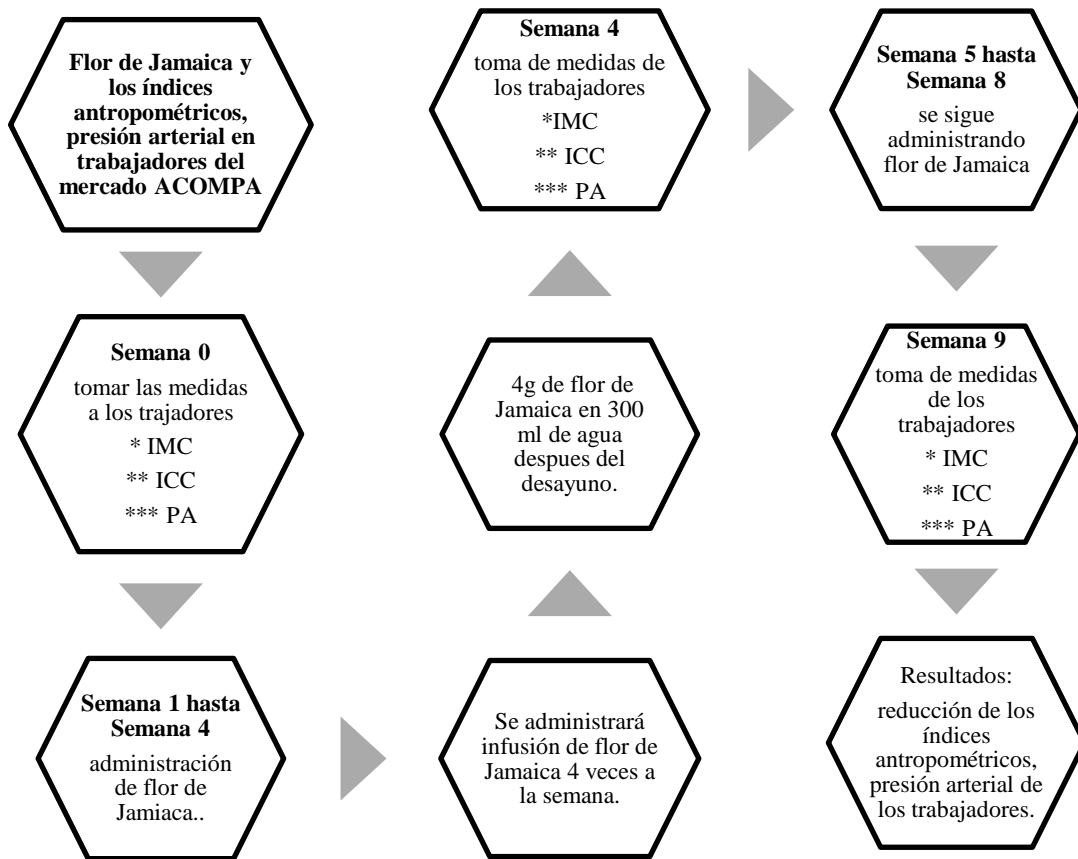 Flor de Jamaica y
los índices
antropométricos,
presión arterial en
trabajadores del
mercado ACOMPA
Semana 0
tomar las medidas
a los trajadores
* IMC
** ICC
*** PA
Semana 1 hasta
Semana 4
administración
de flor de
Jamiaca..
Se administrará
infusión de flor de
Jamaica 4 veces a
la semana.
4g de flor de
Jamaica en 300
ml de agua
despues del
desayuno.
Semana 4
toma de medidas de
los trabajadores
*IMC
** ICC
*** PA
Semana 5 hasta
Semana 8
se sigue
administrando
flor de Jamaica
Semana 9
toma de medidas
de los
trabajadores
* IMC
** ICC
*** PA
Resultados:
reducción de los
índices
antropométricos,
presión arterial de
los trabajadores.